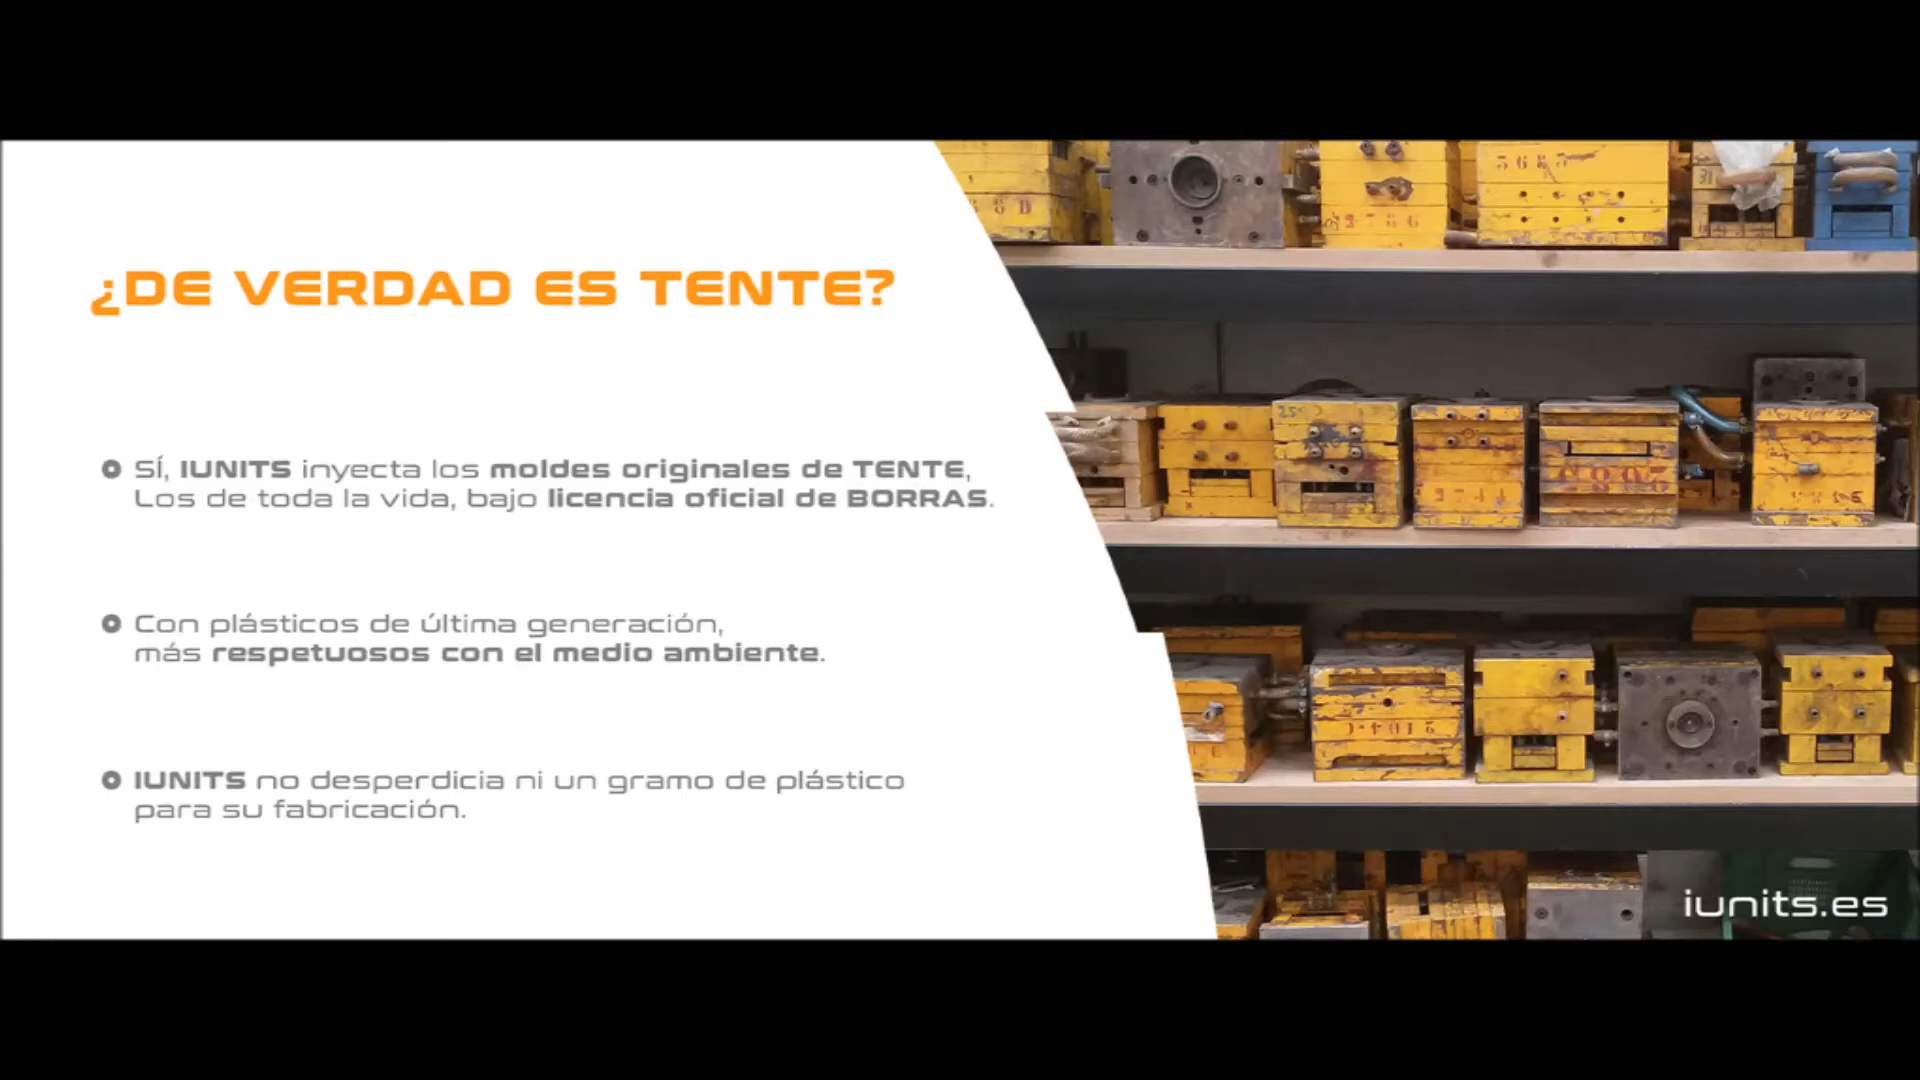 ¿DE VERDAD ES TENTE?
SÍ, IUNITS inyecta los moldes originales de TENTE,
Los de toda la vida, bajo licencia oficial de BORRAS.
Con plásticos de última generación,
más respetuosos con el medio ambiente.
IUNITS no desperdicia ni un gramo de plástico
para su fabricación.
iunits.es